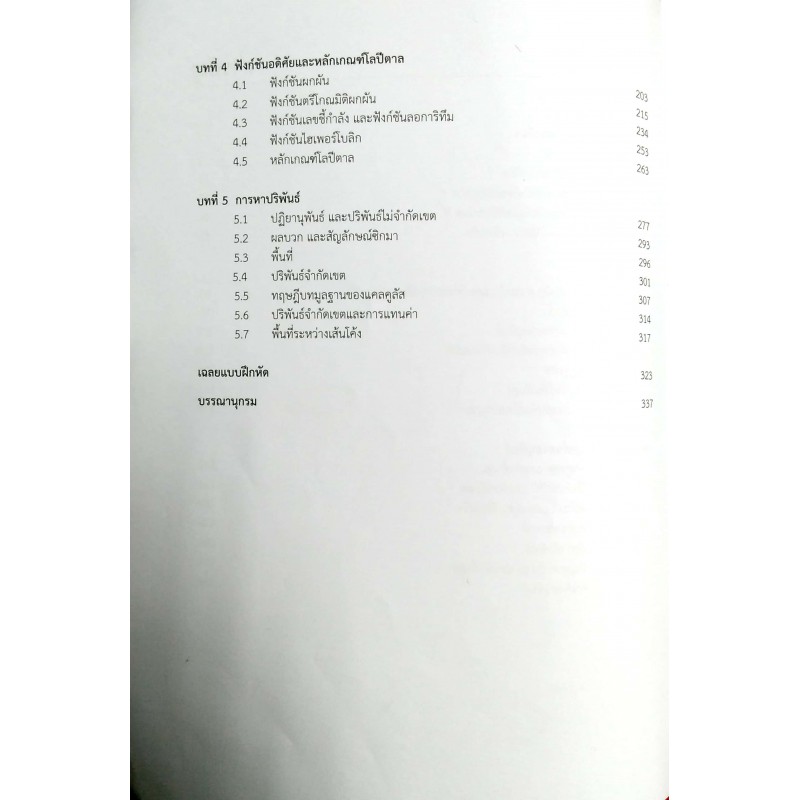 บทที่ 4 ฟังก์ชันอดิศัยและหลักเกณฑ์โลปีตาล
4.1 ฟังก์ชันผกผัน 203
4.2 ฟังก์ชันตรีโกณมิติผกผัน 215
4.3 ฟังก์ชันเลขชี้กำลัง และฟังก์ชันลอการิทึม 234
4.4 ฟังก์ชันไฮเพอร์โบลิก 253
4.5 หลักเกณฑ์โลปีตาล 263
บทที่ 5 การหาปริพันธ์
5.1 ปฏิยานุพันธ์ และปริพันธ์ไม่จำกัดเขต 277
5.2 ผลบวก และสัญลักษณ์ซิกมา 293
5.3 พื้นที่ 296
5.4 ปริพันธ์จำกัดเขต 301
5.5 ทฤษฎีบทมูลฐานของแคลคูลัส 307
5.6 ปริพันธ์จำกัดเขตและการแทนค่า 314
5.7 พื้นที่ระหว่างเส้นโค้ง 317
เฉลยแบบฝึกหัด 323
บรรณานุกรม 337